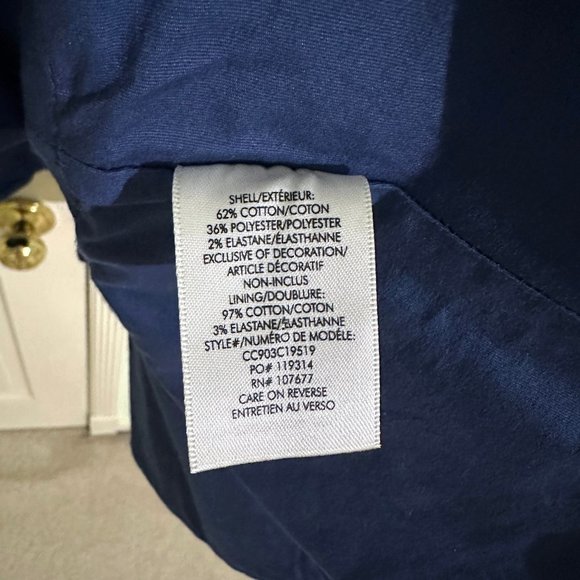 SHELL/EXTÉRIEUR:
62% COTTON/COTON
36% POLYESTER/POLYESTER
2% ELASTANE/ÉLASTHANNE
EXCLUSIVE OF DECORATION/
ARTICLE DÉCORATIF
NON-INCLUS
LINING/DOUBLURE:
97% COTTON/COTON
3% ELASTANE/ÉLASTHANNE
STYLE#/NUMÉRO DE MODÈLE:
CC903C19519
PO# 119314
RN# 107677
CARE ON REVERSE
ENTRETIEN AU VERSO